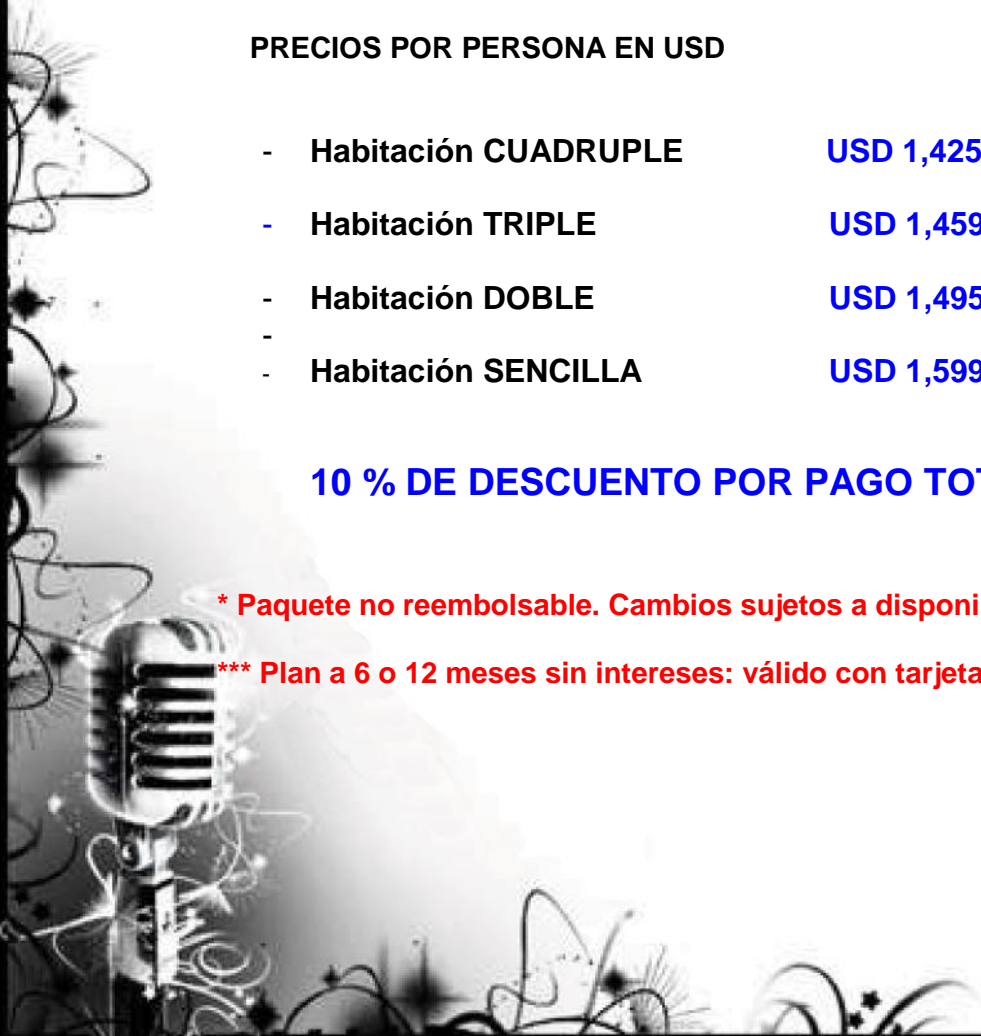 PRECIOS POR PERSONA EN USD
- Habitación CUADRUPLE USD 1,425
- Habitación TRIPLE USD 1,459
- Habitación DOBLE USD 1,495
-
- Habitación SENCILLA USD 1,599
10 % DE DESCUENTO POR PAGO
* Paquete no reembolsable. Cambios sujetos a
*** Plan a 6 o 12 meses sin intereses: válido con tarjeta